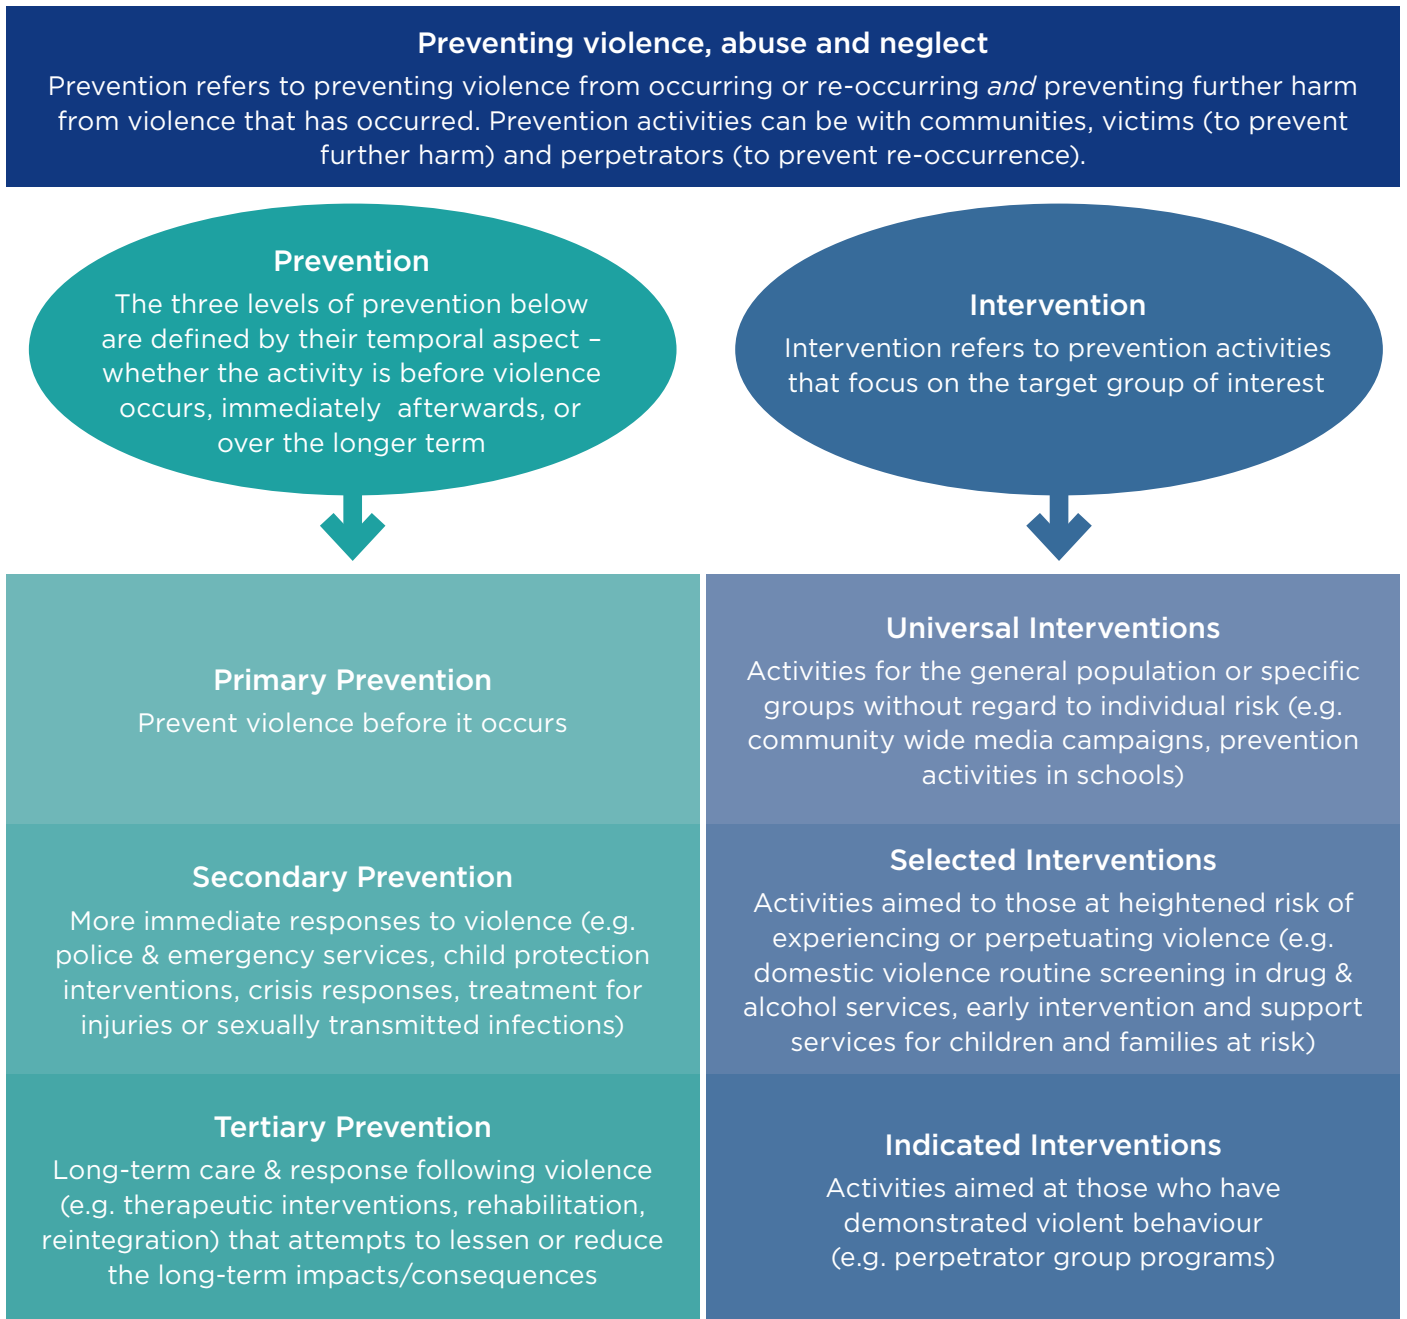 Preventing violence, abuse and neglect
Prevention refers to preventing violence from occurring or re-occurring and preventing further harm
from violence that has occurred. Prevention activities can be with communities, victims (to prevent
further harm) and perpetrators (to prevent re-occurrence).
Prevention
The three levels of prevention below
are defined by their temporal aspect –
whether the activity is before violence
occurs, immediately afterwards, or
over the longer term
Intervention
Intervention refers to prevention activities
that focus on the target group of interest
Primary Prevention
Prevent violence before it occurs
Universal Interventions
Activities for the general population or specific
groups without regard to individual risk (e.g.
community wide media campaigns, prevention
activities in schools)
Secondary Prevention
More immediate responses to violence (e.g.
police & emergency services, child protection
interventions, crisis responses, treatment for
injuries or sexually transmitted infections)
Selected Interventions
Activities aimed to those at heightened risk of
experiencing or perpetuating violence (e.g.
domestic violence routine screening in drug &
alcohol services, early intervention and support
services for children and families at risk)
Tertiary Prevention
Long-term care & response following violence
(e.g. therapeutic interventions, rehabilitation,
reintegration) that attempts to lessen or reduce
the long-term impacts/consequences
Indicated Interventions
Activities aimed at those who have
demonstrated violent behaviour
(e.g. perpetrator group programs)